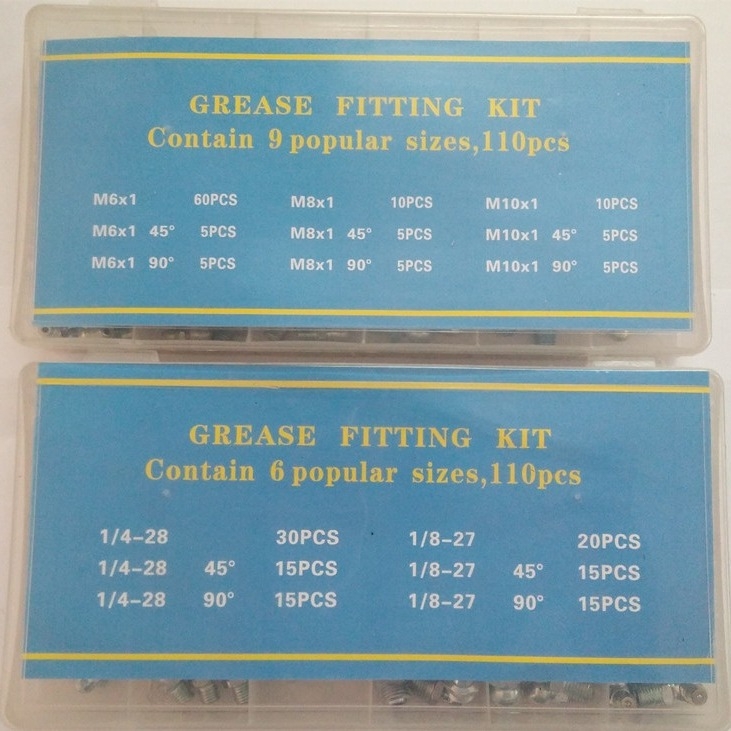 GREASE FITTING KIT
Contain 9 popular sizes,110pcs
M6x1 60PCS M8x1 10PCS M10x1 10PCS
M6x1 45° 5PCS M8x1 45° 5PCS M10x1 45° 5PCS
M6x1 90° 5PCS M8x1 90° 5PCS M10x1 90° 5PCS
GREASE FITTING KIT
Contain 6 popular sizes,110pcs
1/4-28 30PCS 1/8-27 20PCS
1/4-28 45° 15PCS 1/8-27 45° 15PCS
1/4-28 90° 15PCS 1/8-27 90° 15PCS